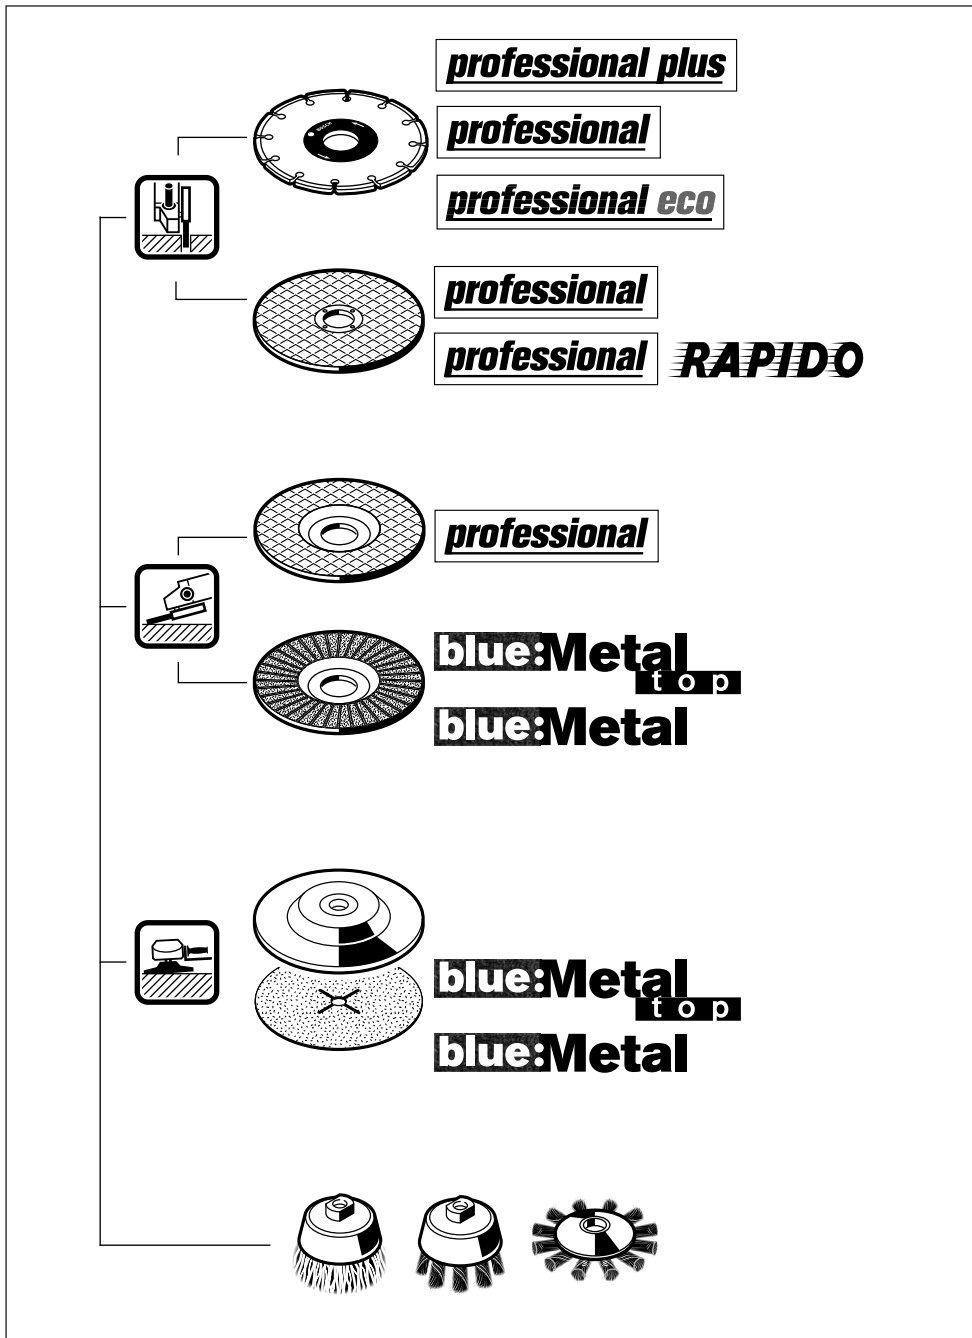 professional plus
BOSCH
professional
professional eco
professional
professional RAPIDO
professional
blue:Metal
top
blue:Metal
blue:Metal
top
blue:Metal